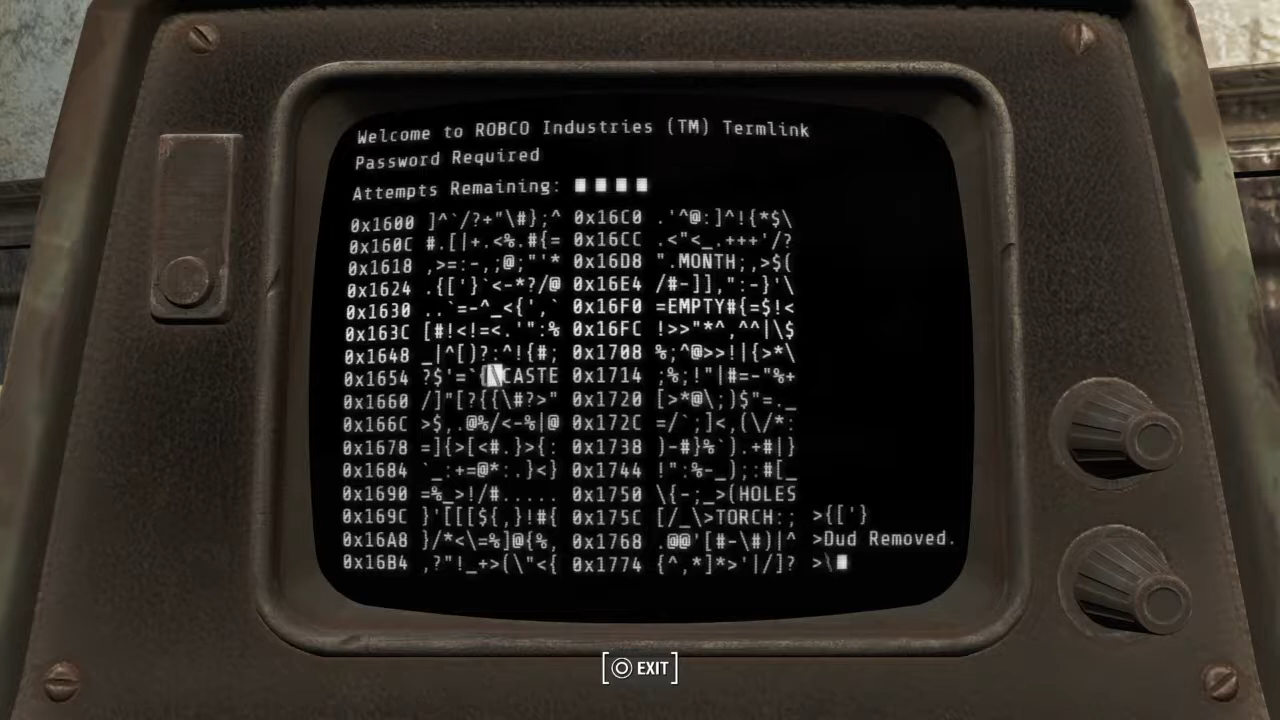 Welcome to ROBCO Industries (TM) Termlink
Password Required
Attempts Remaining: ■ ■ ■ ■
0x1600 ]^`/?+"\#};^ 0x16C0 .'^@:]^!{*$\
0x160C #.[|+.<%.#{= 0x16CC .<"<_.+++'/?
0x1618 ,>=:-,;@;"'* 0x16D8 ".MONTH;,>$(
0x1624 .{['}`<-*?/@ 0x16E4 /#-]],":-}'\
0x1630 ..`=-^_<{',` 0x16F0 =EMPTY#{=$!<
0x163C [#!<!=<.'":% 0x16FC !>>"*^,^^|\$
0x1648 _|^[)?:^!{#; 0x1708 %;^@>>!|{>*\
0x1654 ?$'=`{\CASTE 0x1714 ;%;!"|#=-"%+
0x1660 /]"[?{{\#?>" 0x1720 [>*@\;)$"=._
0x166C >$,.@%/<-%|@ 0x172C =/`;]<,(\/*:
0x1678 =]{>[<#.}>{: 0x1738 )-#}%`).+#|}
0x1684 `_:+=@*:.}<} 0x1744 !":%-_);:#[_
0x1690 =%_>!/#...... 0x1750 \{-;_>(HOLES
0x169C }'[[[${,}!#{ 0x175C [/_\>TORCH:; >{['}
0x16A8 }/*<\=%]@{%, 0x1768 .@@'[#-\#)|^ >Dud Removed.
0x16B4 ,?"!_+>(\"<{ 0x1774 {^,*]*>'|/]? >\■
EXIT